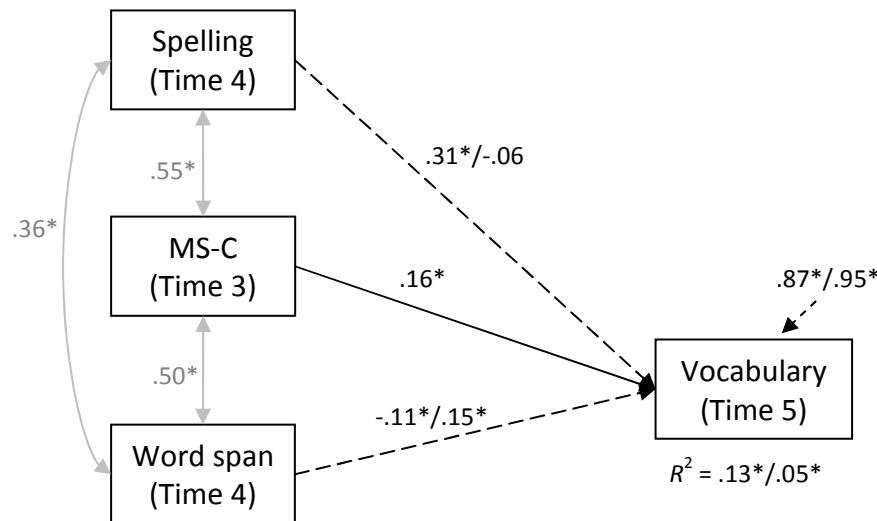 Spelling
(Time 4)
.31*/-.06
.55*
.36*
MS-C
(Time 3)
.16*
.87*/.95*
.50*
Vocabulary
(Time 5)
-.11*/.15*
Word span
(Time 4)
R² = .13*/.05*